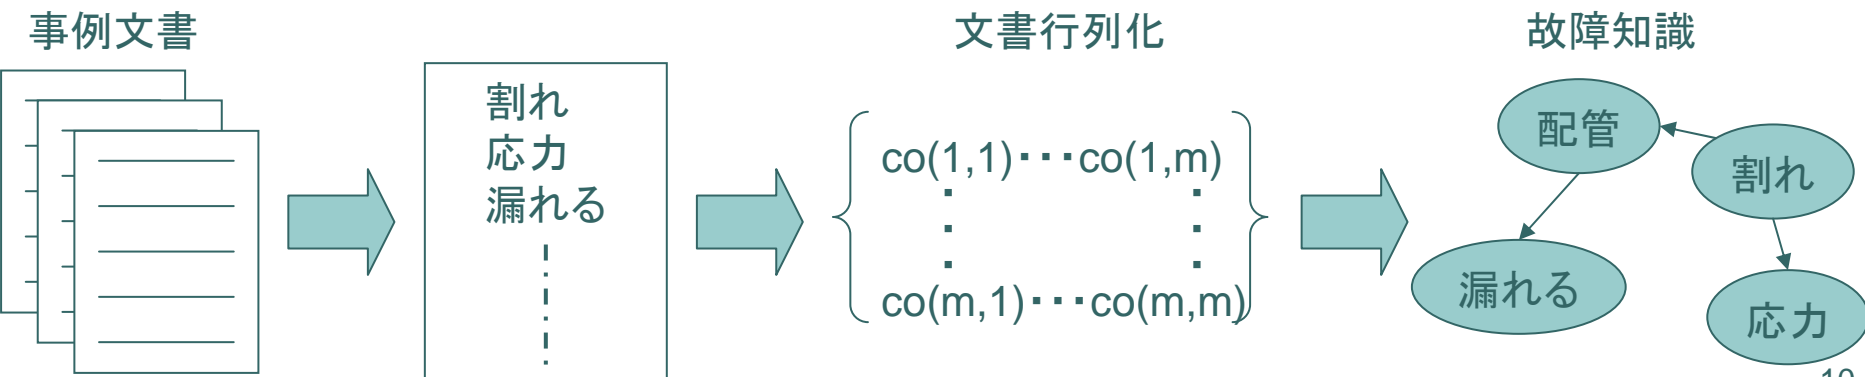 事例文書
文書行列化
故障知識
割れ
応力
漏れる
co(1,1)・・・co(1,m)
co(m,1)・・・co(m,m)
配管
割れ
漏れる
応力